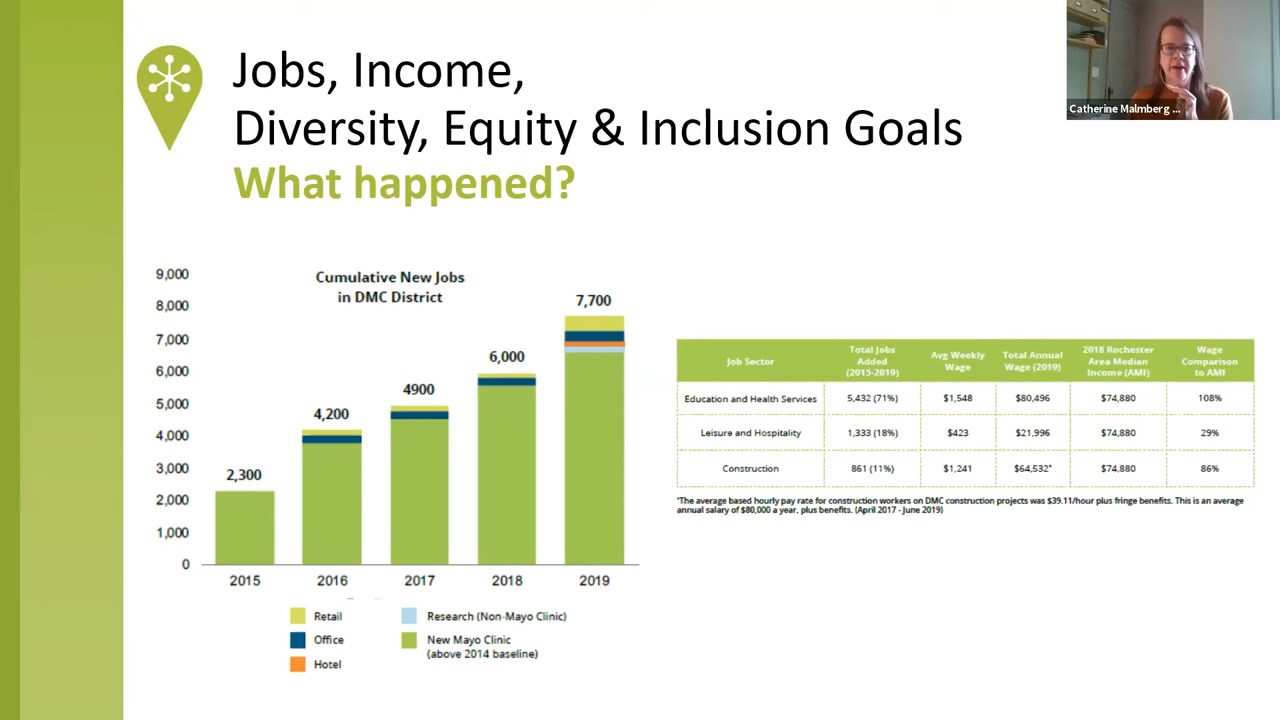 Jobs, Income,
Diversity, Equity & Inclusion Goals
What happened?
Catherine Malmberg ...
Cumulative New Jobs
in DMC District
9,000
8,000
7,000
6,000
5,000
4,000
3,000
2,000
1,000
0
2,300
4,200
4900
6,000
7,700
2015 2016 2017 2018 2019
Retail
Office
Hotel
Research (Non-Mayo Clinic)
New Mayo Clinic
(above 2014 baseline)
Job Sector
Total Jobs
Added
(2015-2019)
Avg Weekly
Wage
Total Annual
Wage (2019)
2018 Rochester
Area Median
Income (AMI)
Wage
Comparison
to AMI
Education and Health Services 5,432 (71%) $1,548 $80,496 $74,880 108%
Leisure and Hospitality 1,333 (18%) $423 $21,996 $74,880 29%
Construction 861 (11%) $1,241 $64,532* $74,880 86%
*The average based hourly pay rate for construction workers on DMC construction projects was $39.11/hour plus fringe benefits. This is an average
annual salary of $80,000 a year, plus benefits. (April 2017 - June 2019)